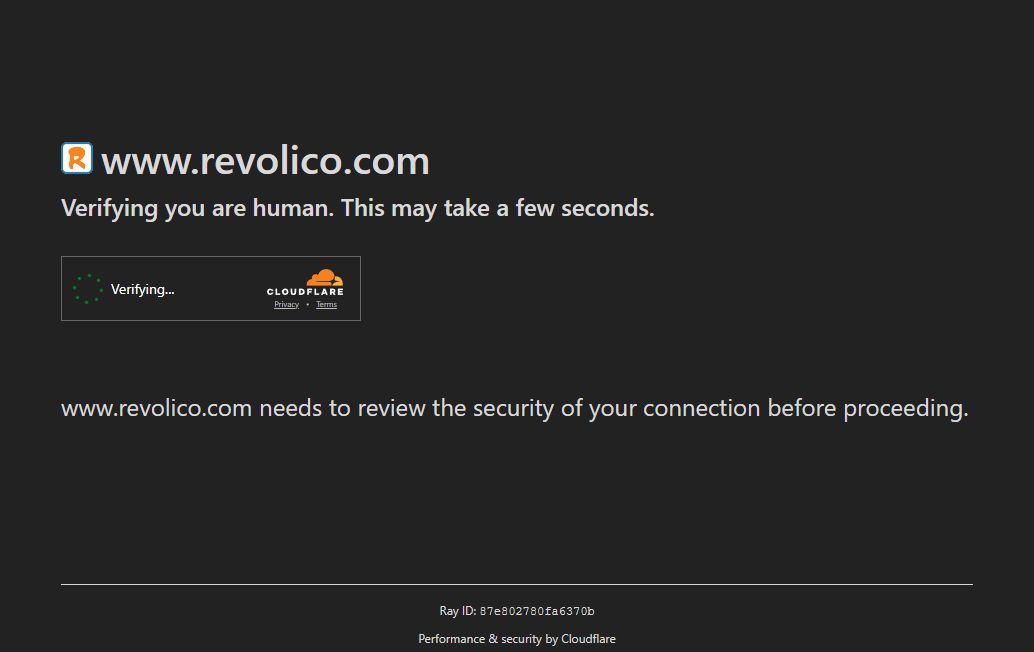 www.revolico.com
Verifying you are human. This may take a few seconds.
Verifying...
CLOUDFLARE
Privacy • Terms
www.revolico.com needs to review the security of your connection before proceeding.
Ray ID: 87e802780fa6370b
Performance & security by Cloudflare